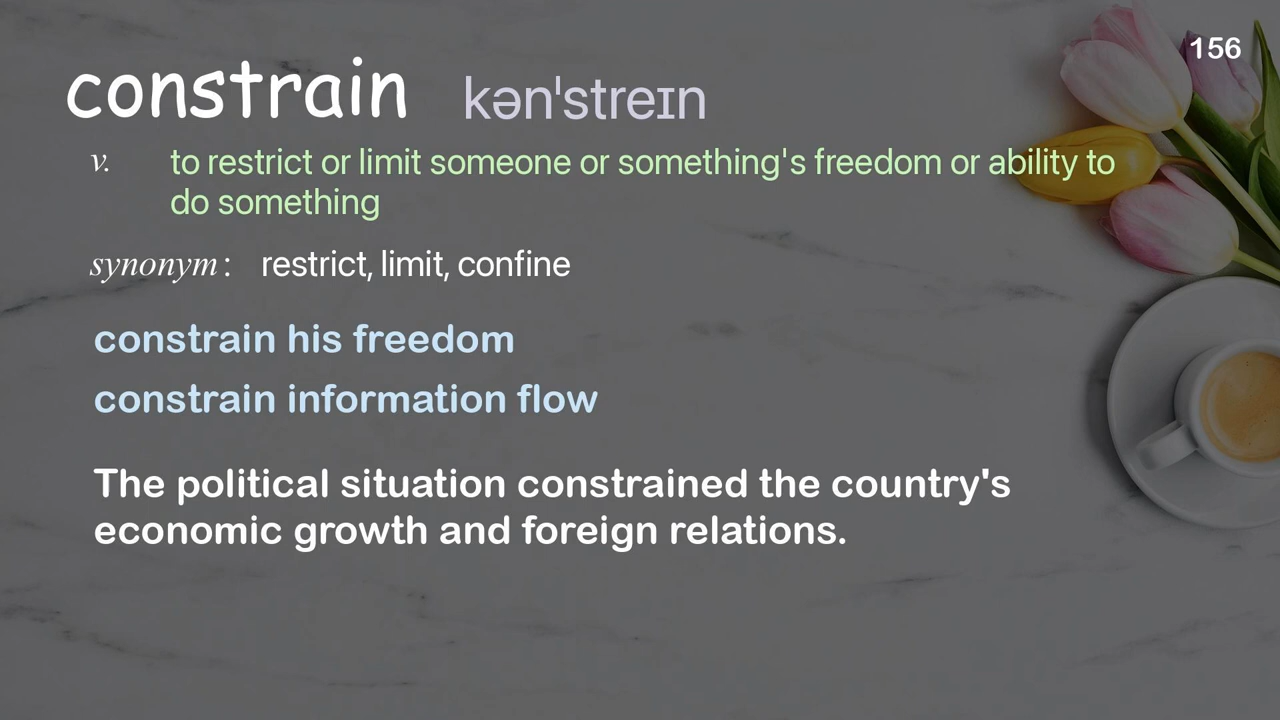 156
constrain kən'streɪn
v. to restrict or limit someone or something's freedom or ability to
do something
synonym: restrict, limit, confine
constrain his freedom
constrain information flow
The political situation constrained the country's
economic growth and foreign relations.